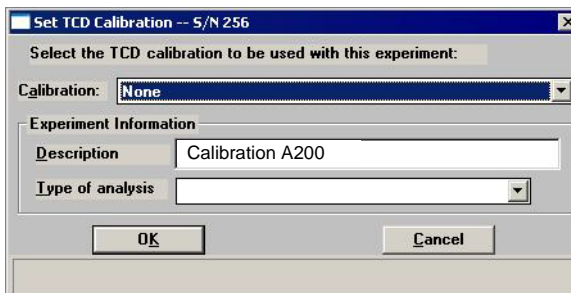 Set TCD Calibration -- S/N 256
Select the TCD calibration to be used with this experiment:
Calibration: None
Experiment Information
Description Calibration A200
Type of analysis
OK Cancel